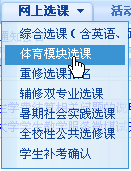 网上选课 活动
综合选课（含英语、
体育模块选课
重修选课报名
辅修双专业选课
暑期社会实践选课
全校性公共选修课
学生补考确认